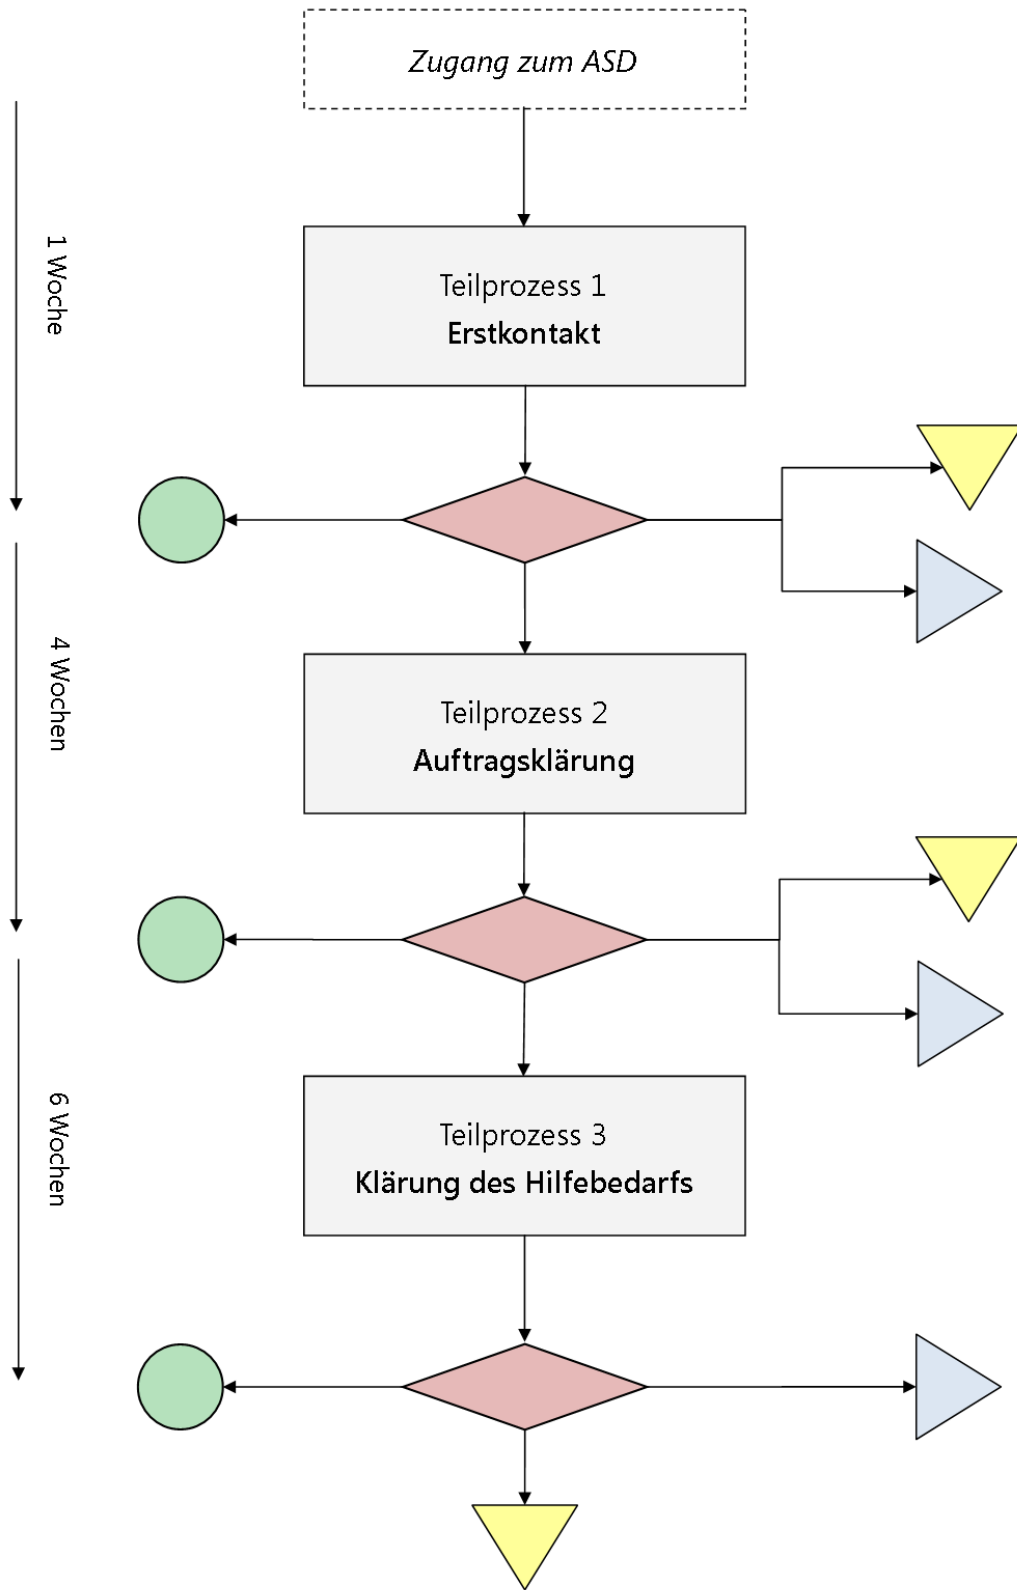 Zugang zum ASD
1 Woche
Teilprozess 1
Erstkontakt
4 Wochen
Teilprozess 2
Auftragsklärung
6 Wochen
Teilprozess 3
Klärung des Hilfebedarfs